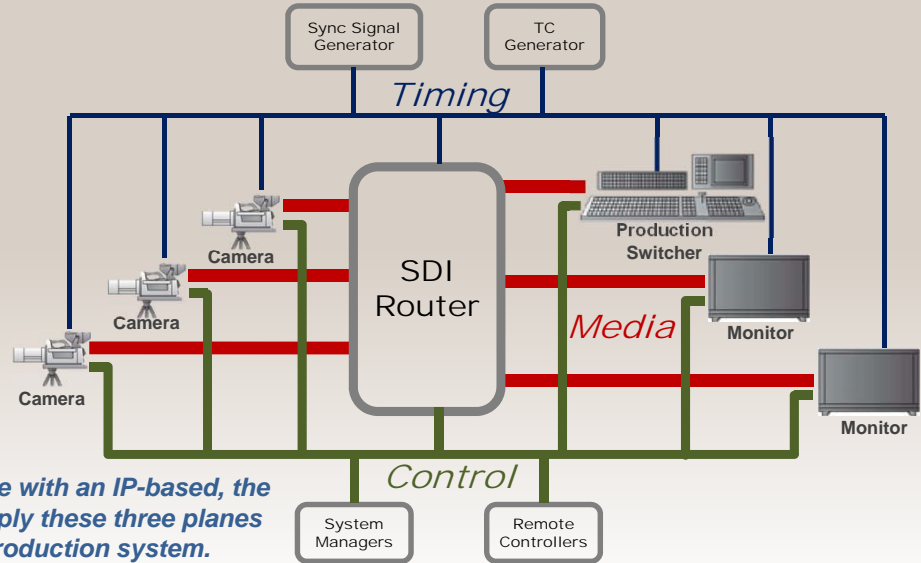 Sync Signal
Generator
TC
Generator
Timing
Camera
Camera
Camera
SDI
Router
Production
Switcher
Media
Monitor
Monitor
Control
e with an IP-based, the
ply these three planes
roduction system.
System
Managers
Remote
Controllers